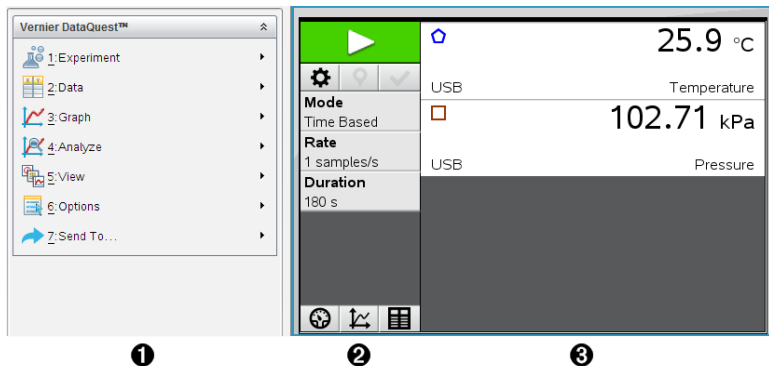 Vernier DataQuest™
1:Experiment
2:Data
3:Graph
4:Analyze
5:View
6:Options
7:Send To...
25.9 °C
USB Temperature
102.71 kPa
USB Pressure
Mode
Time Based
Rate
1 samples/s
Duration
180 s
❶ ❷ ❸